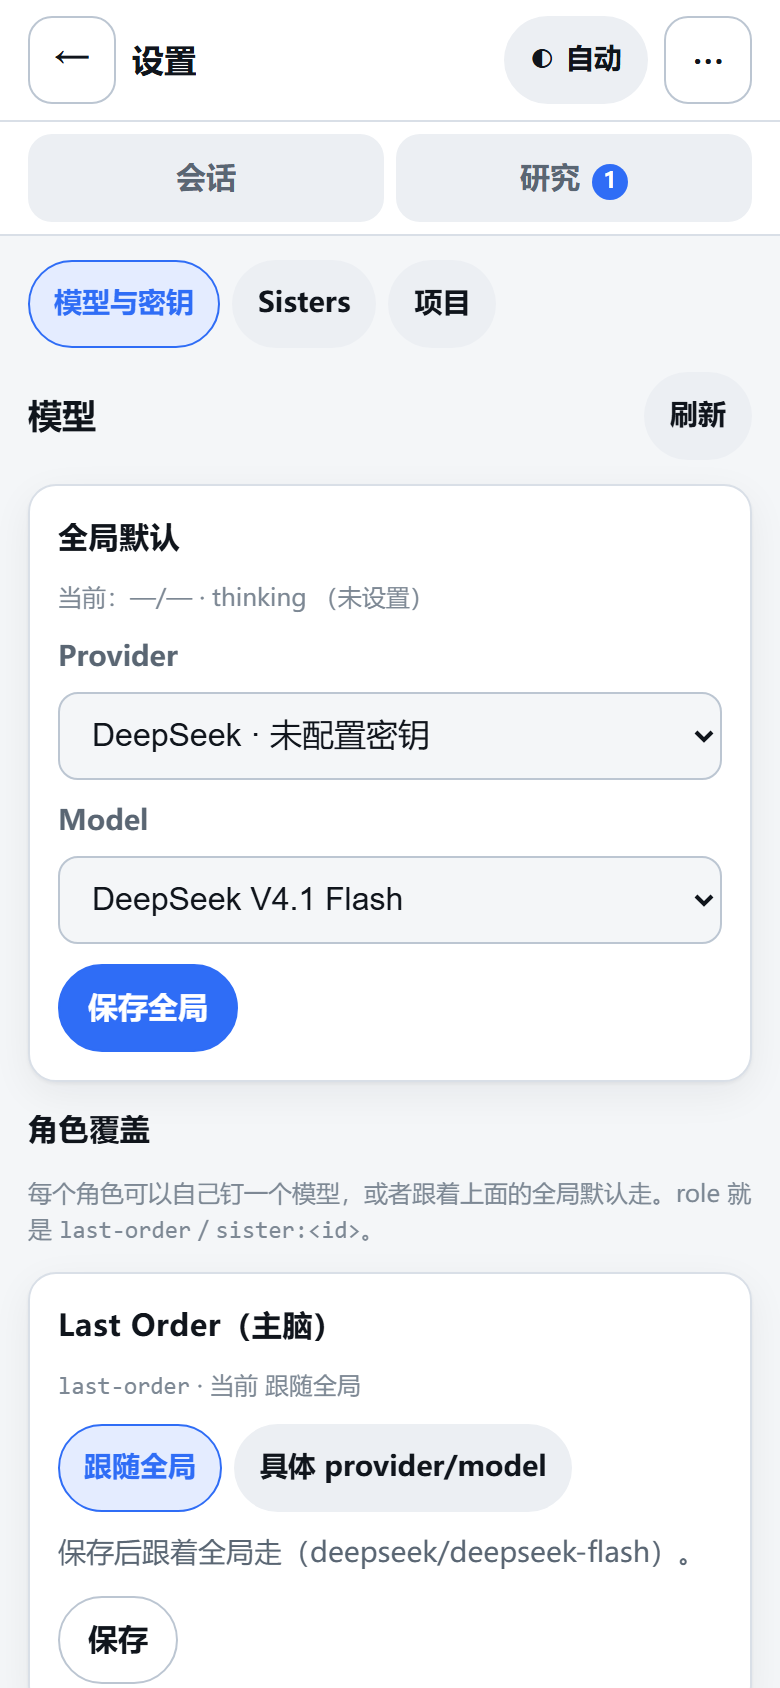 ← 设置 ◐ 自动 ...
会话 研究 1
模型与密钥 Sisters 项目
模型 刷新
全局默认
当前：—/— · thinking （未设置）
Provider
DeepSeek · 未配置密钥
Model
DeepSeek V4.1 Flash
保存全局
角色覆盖
每个角色可以自己钉一个模型，或者跟着上面的全局默认走。role 就
是 last-order / sister:<id>。
Last Order（主脑）
last-order · 当前 跟随全局
跟随全局 具体 provider/model
保存后跟着全局走（deepseek/deepseek-flash）。
保存